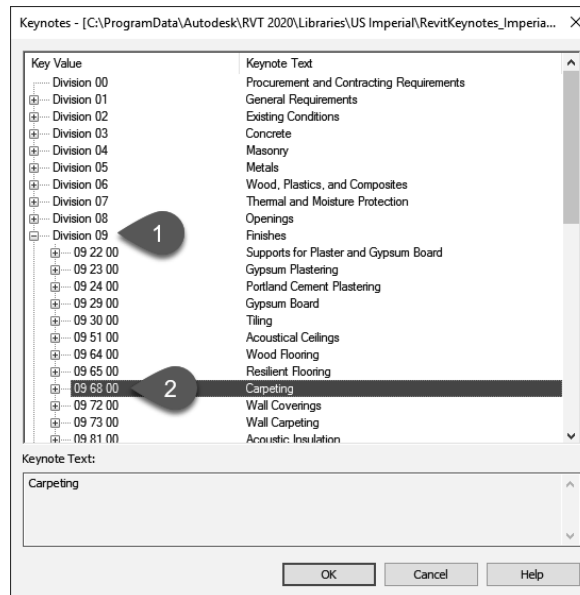 Keynotes - [C:\ProgramData\Autodesk\RVT 2020\Libraries\US Imperial\RevitKeynotes_Imperia...
Key Value Keynote Text
Division 00 Procurement and Contracting Requirements
Division 01 General Requirements
Division 02 Existing Conditions
Division 03 Concrete
Division 04 Masonry
Division 05 Metals
Division 06 Wood, Plastics, and Composites
Division 07 Thermal and Moisture Protection
Division 08 Openings
Division 09 1 Finishes
09 22 00 Supports for Plaster and Gypsum Board
09 23 00 Gypsum Plastering
09 24 00 Portland Cement Plastering
09 29 00 Gypsum Board
09 30 00 Tiling
09 51 00 Acoustical Ceilings
09 64 00 Wood Flooring
09 65 00 Resilient Flooring
09 68 00 2 Carpeting
09 72 00 Wall Coverings
09 73 00 Wall Carpeting
09 81 00 Acoustic Insulation
Keynote Text:
Carpeting
OK Cancel Help